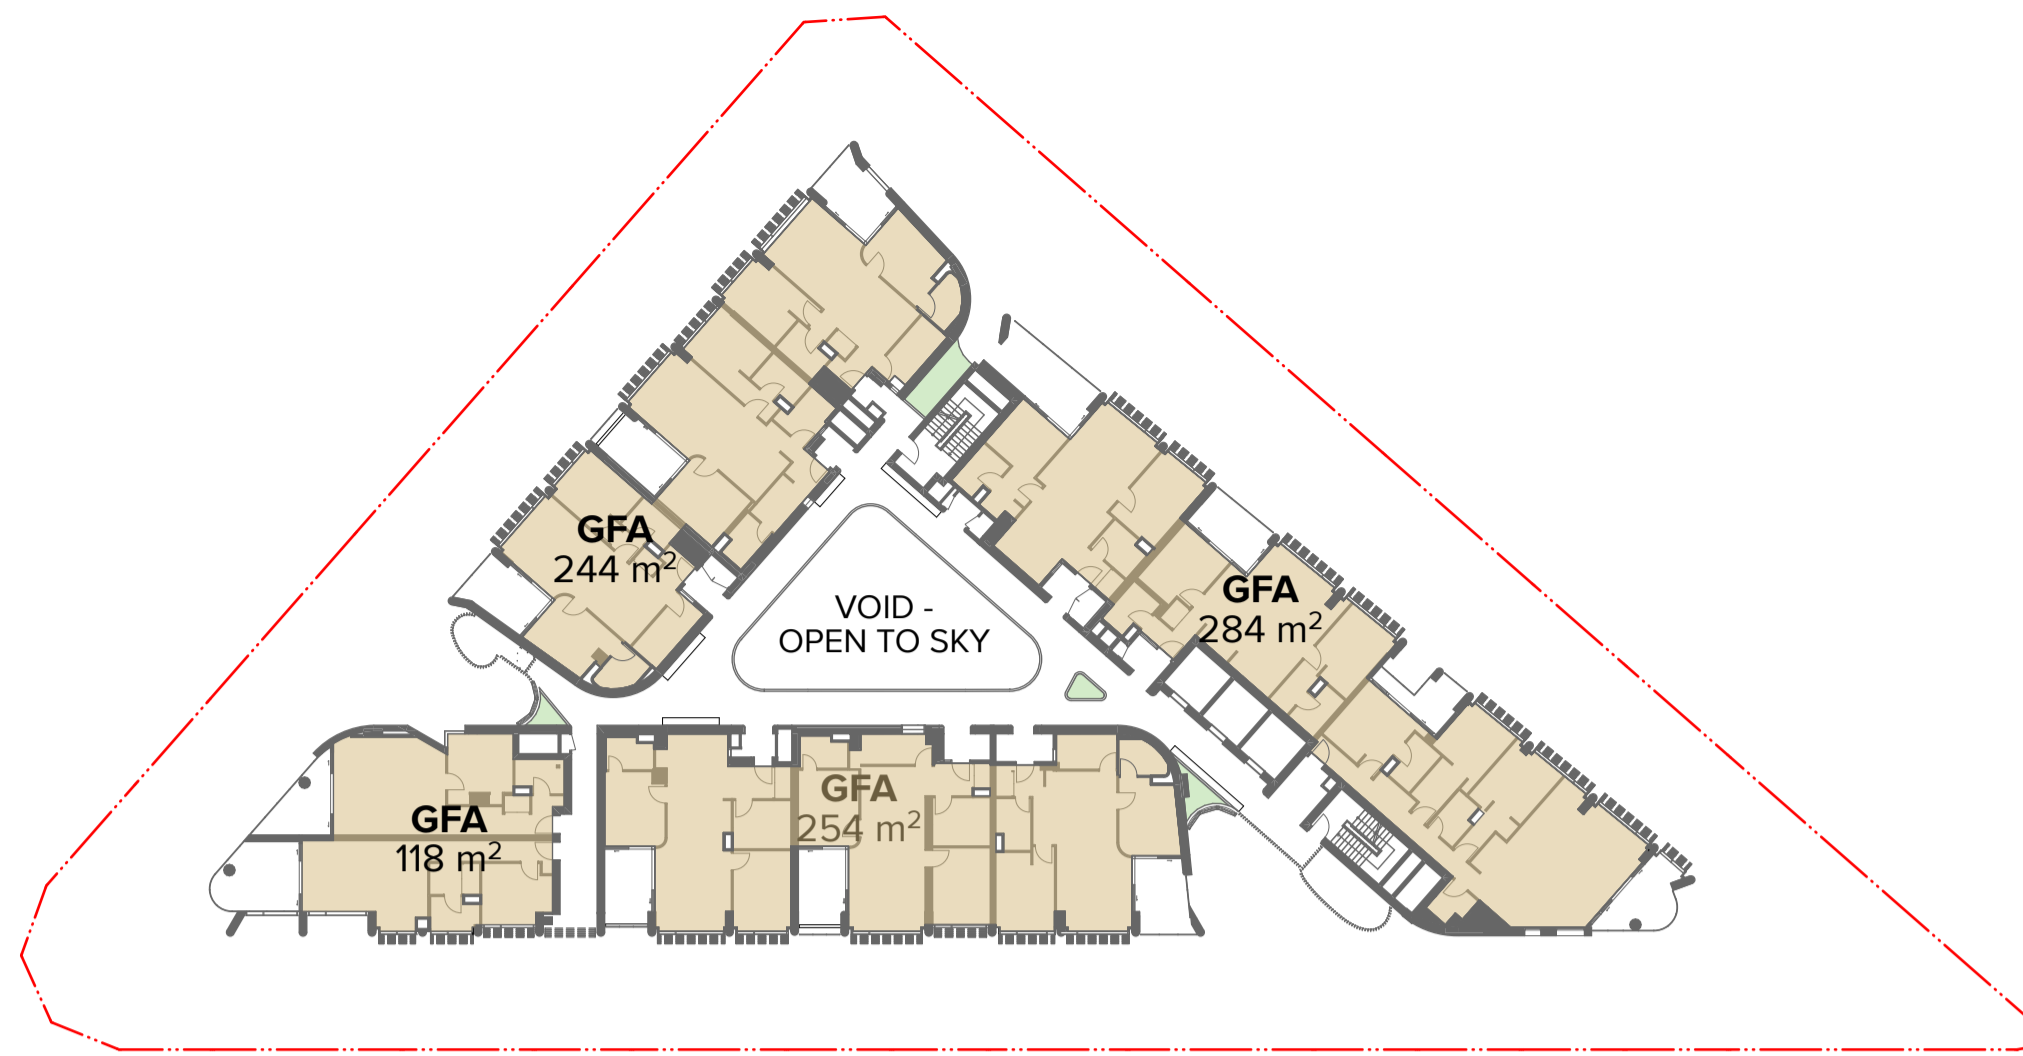 GFA
244 m²
VOID -
OPEN TO SKY
GFA
284 m²
GFA
254 m²
GFA
118 m²